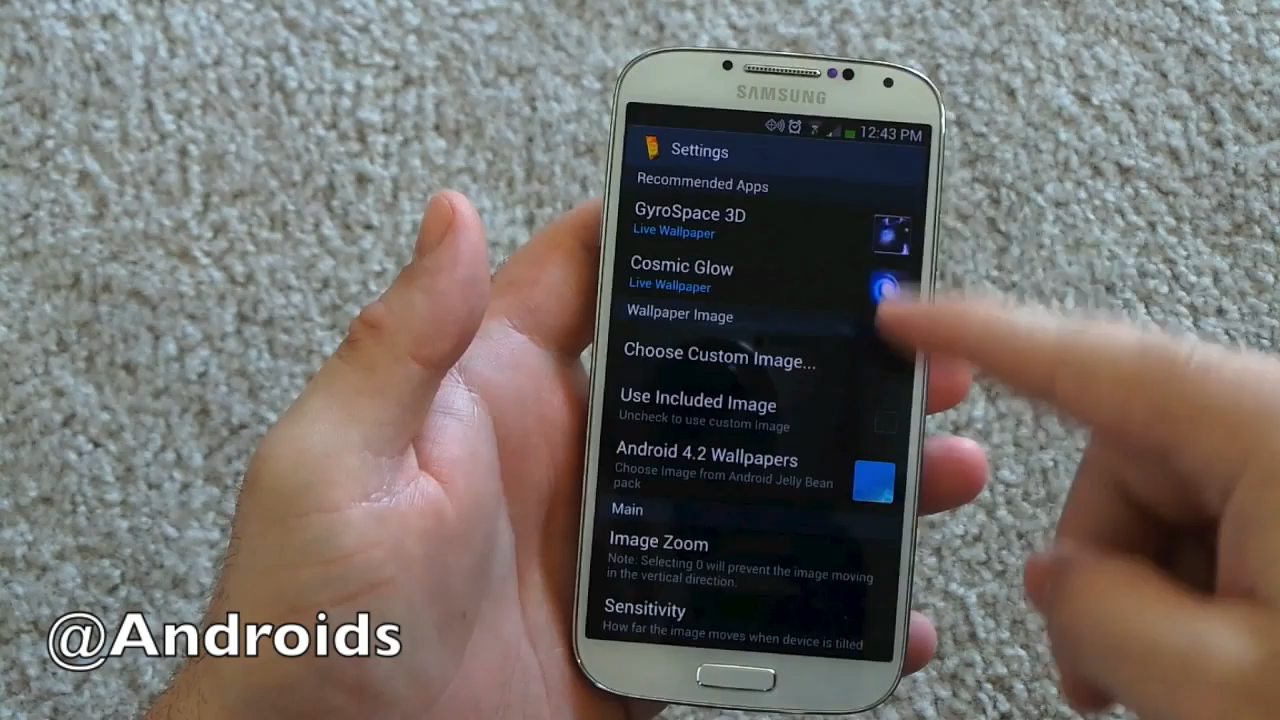 SAMSUNG
12:43 PM
Settings
Recommended Apps
GyroSpace 3D
Live Wallpaper
Cosmic Glow
Live Wallpaper
Wallpaper Image
Choose Custom Image...
Use Included Image
Uncheck to use custom Image
Android 4.2 Wallpapers
Choose Image from Android Jelly Bean
pack
Main
Image Zoom
Note: Selecting 0 will prevent the image moving
in the vertical direction.
Sensitivity
How far the image moves when device is tilted
@Androids